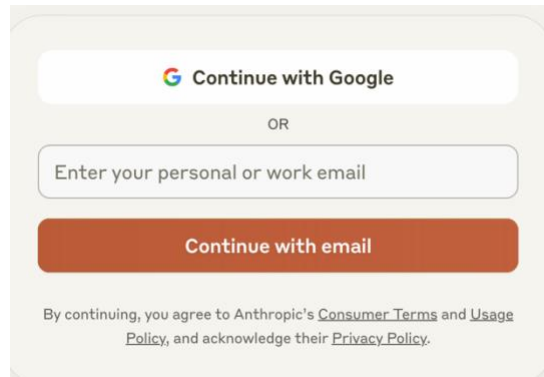 Continue with Google
OR
Enter your personal or work email
Continue with email
By continuing, you agree to Anthropic's Consumer Terms and Usage
Policy, and acknowledge their Privacy Policy.